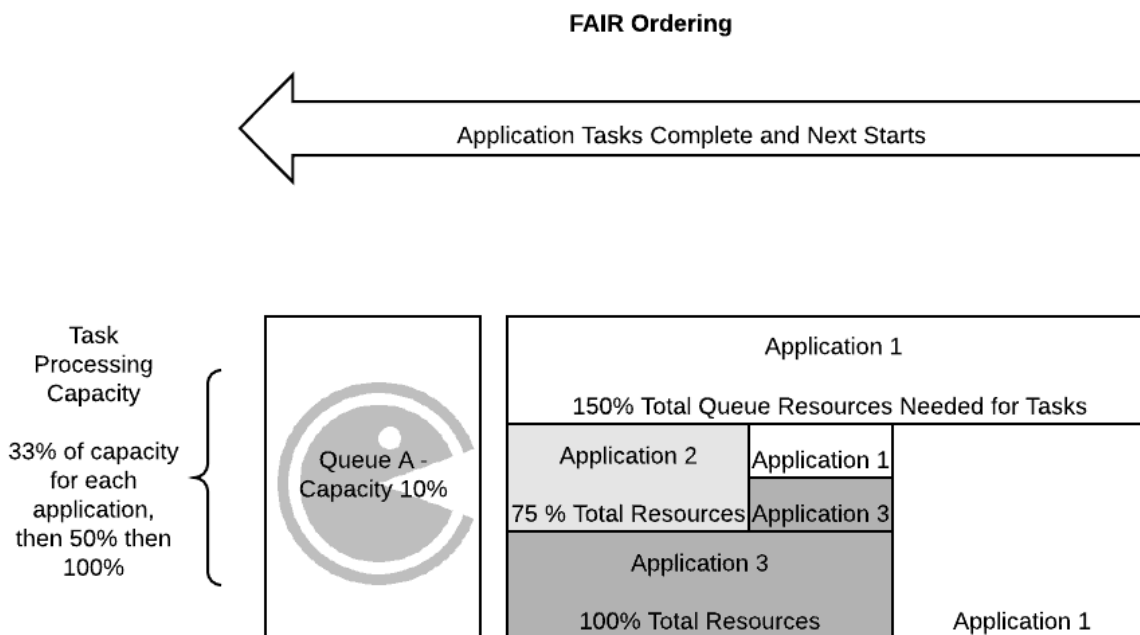 FAIR Ordering
Application Tasks Complete and Next Starts
Task
Processing
Capacity
33% of capacity
for each
application,
then 50% then
100%
Queue A -
Capacity 10%
Application 1
150% Total Queue Resources Needed for Tasks
Application 2
75 % Total Resources
Application 1
Application 3
Application 3
100% Total Resources
Application 1